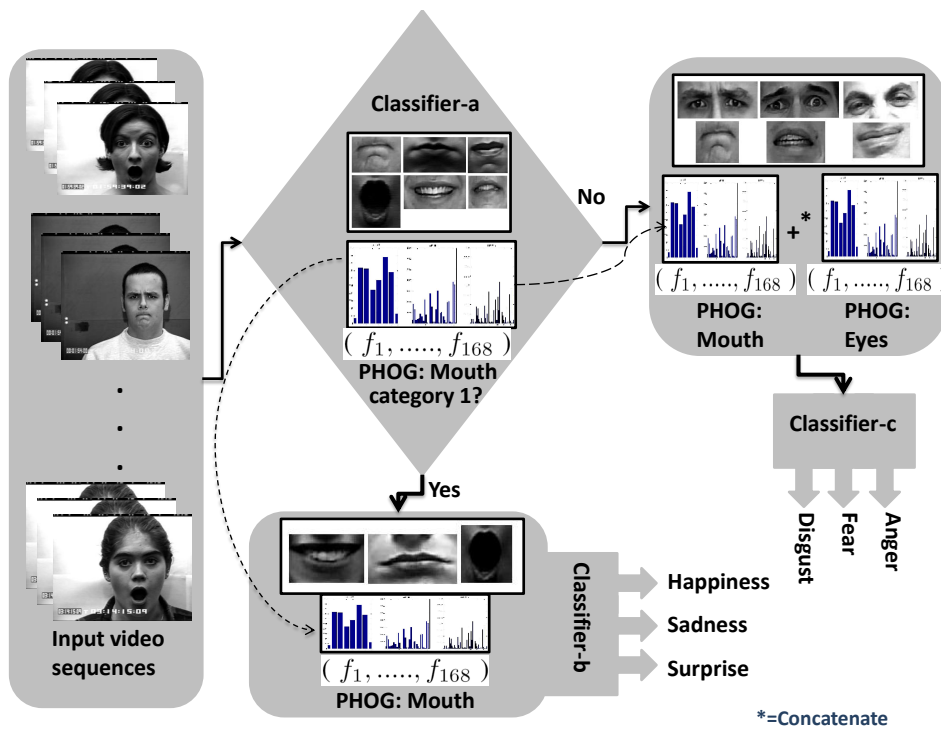 Input video
sequences
Classifier-a
( f1, ....., f168 )
PHOG: Mouth
category 1?
No
Yes
+*
( f1, ....., f168 )
PHOG:
Mouth
( f1, ....., f168 )
PHOG:
Eyes
Classifier-c
Disgust
Fear
Anger
( f1, ....., f168 )
PHOG: Mouth
Classifier-b
Happiness
Sadness
Surprise
*=Concatenate